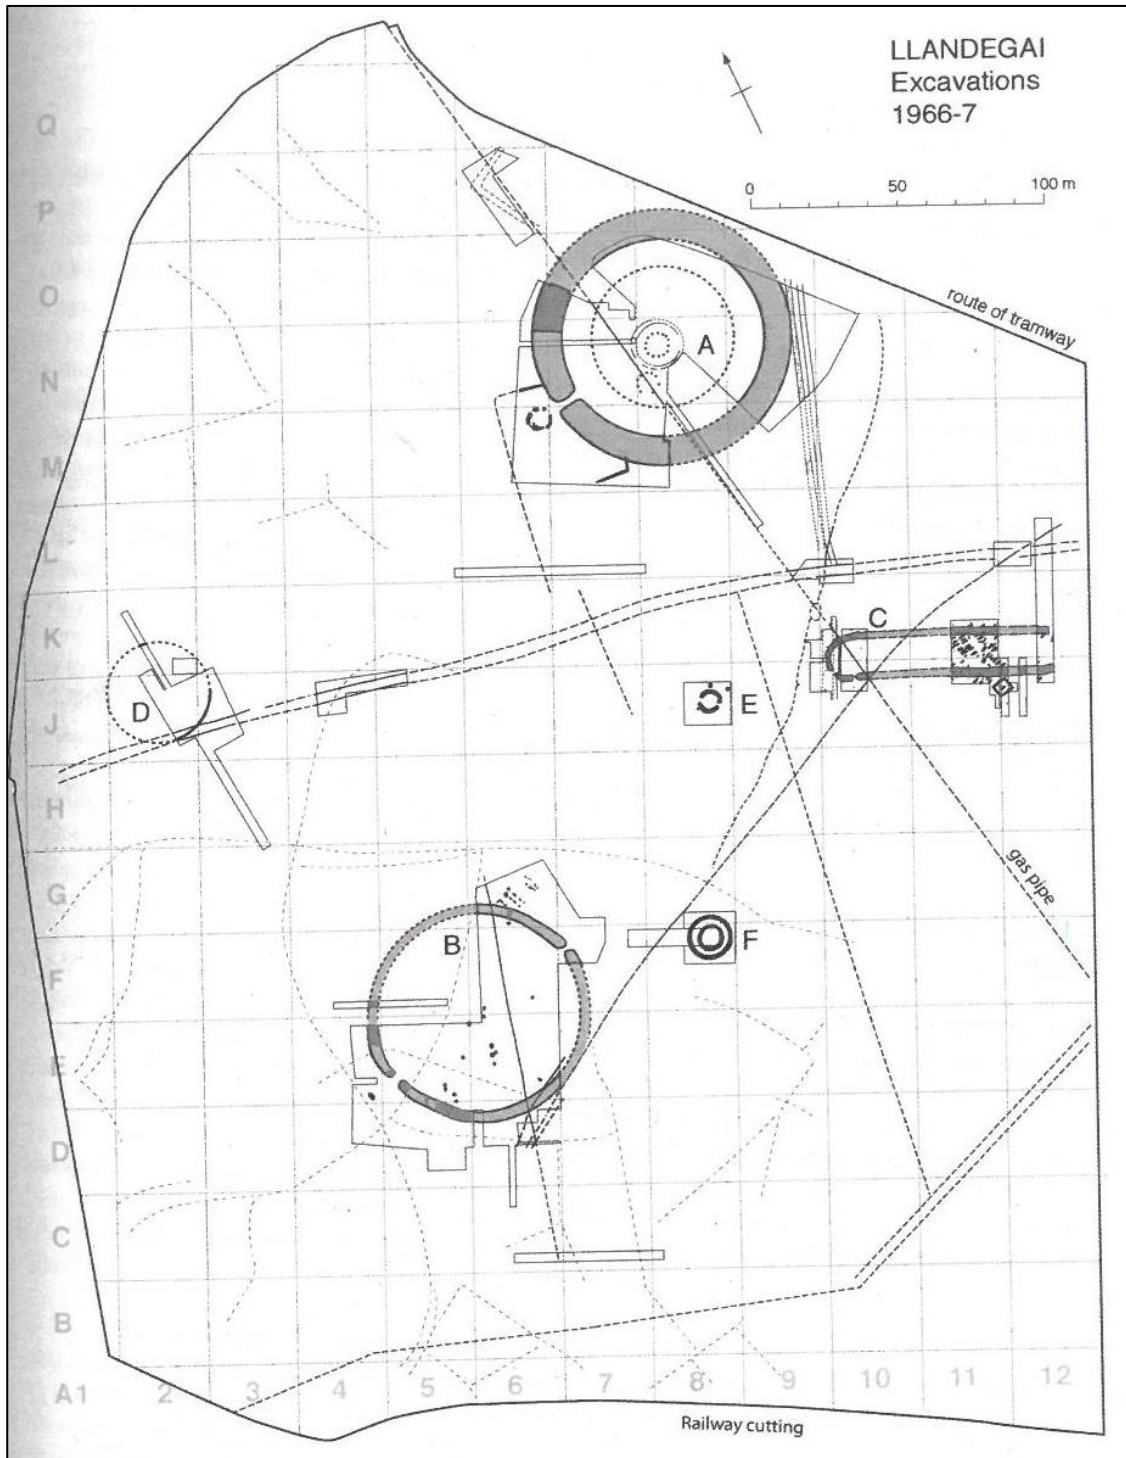 LLANDEGAI
Excavations
1966-7
0 50 100 m
route of tramway
Q
P
O
N
M
L
K
J
H
G
F
E
D
C
B
A1 2 3 4 5 6 7 8 9 10 11 12
A
C
D
E
B
F
gas pipe
Railway cutting